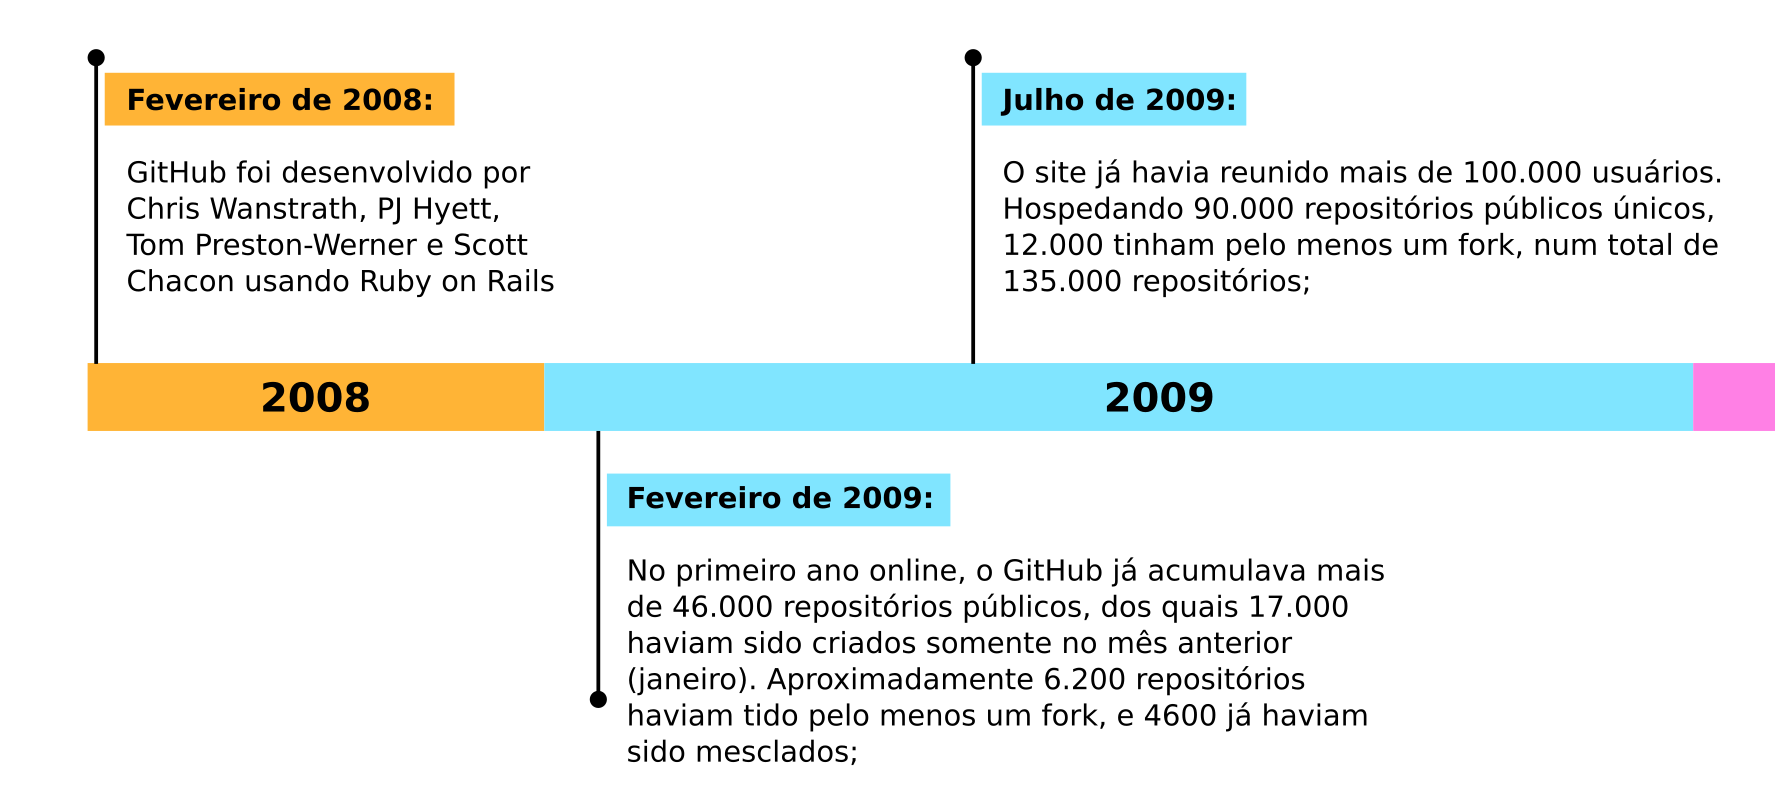 Fevereiro de 2008:
GitHub foi desenvolvido por
Chris Wanstrath, PJ Hyett,
Tom Preston-Werner e Scott
Chacon usando Ruby on Rails
Julho de 2009:
O site já havia reunido mais de 100.000 usuários.
Hospedando 90.000 repositórios públicos únicos,
12.000 tinham pelo menos um fork, num total de
135.000 repositórios;
2008
2009
Fevereiro de 2009:
No primeiro ano online, o GitHub já acumulava mais
de 46.000 repositórios públicos, dos quais 17.000
haviam sido criados somente no mês anterior
(janeiro). Aproximadamente 6.200 repositórios
haviam tido pelo menos um fork, e 4600 já haviam
sido mesclados;